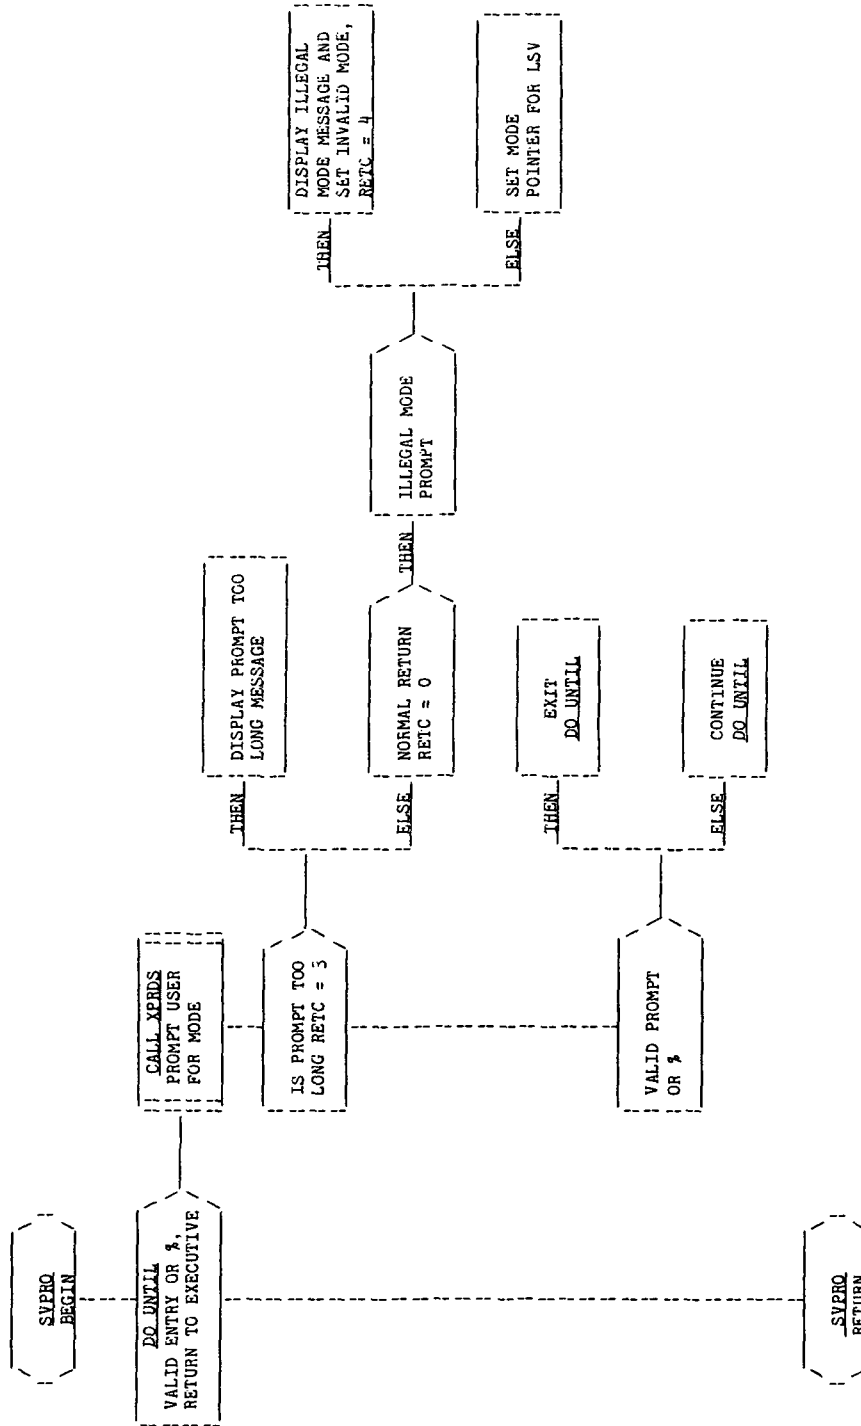 SVPRO
BEGIN
DO UNTIL
VALID ENTRY OR %,
RETURN TO EXECUTIVE
CALL XPRDS
PROMPT USER
FOR MODE
IS PROMPT TOO
LONG RETC = 3
THEN
DISPLAY PROMPT TOO
LONG MESSAGE
ELSE
NORMAL RETURN
RETC = 0
THEN
ILLEGAL MODE
PROMPT
THEN
DISPLAY ILLEGAL
MODE MESSAGE AND
SET INVALID MODE,
RETC = 4
ELSE
SET MODE
POINTER FOR LSV
VALID PROMPT
OR %
THEN
EXIT
DO UNTIL
ELSE
CONTINUE
DO UNTIL
SVPRO
RETURN